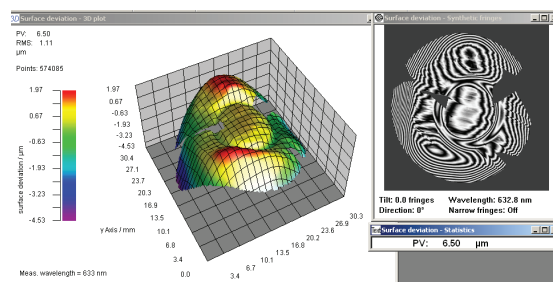 3D Surface deviation - 3D plot
PV: 6.50
RMS: 1.11
µm
Points: 574085
1.97
0.67
-0.63
-1.93
-3.23
-4.53
surface deviation / µm
1.97
0.67
-0.63
-1.93
-3.23
-4.53
30.4
27.1
23.7
20.3
16.9
13.5
10.1
6.8
3.4
0.0
y Axis / mm
30.3
26.9
23.6
20.2
16.8
13.5
10.1
6.7
3.4
Meas. wavelength = 633 nm
Surface deviation - Synthetic fringes
Tilt: 0.0 fringes Wavelength: 632.8 nm
Direction: 0° Narrow fringes: Off
Surface deviation - Statistics
PV: 6.50 µm